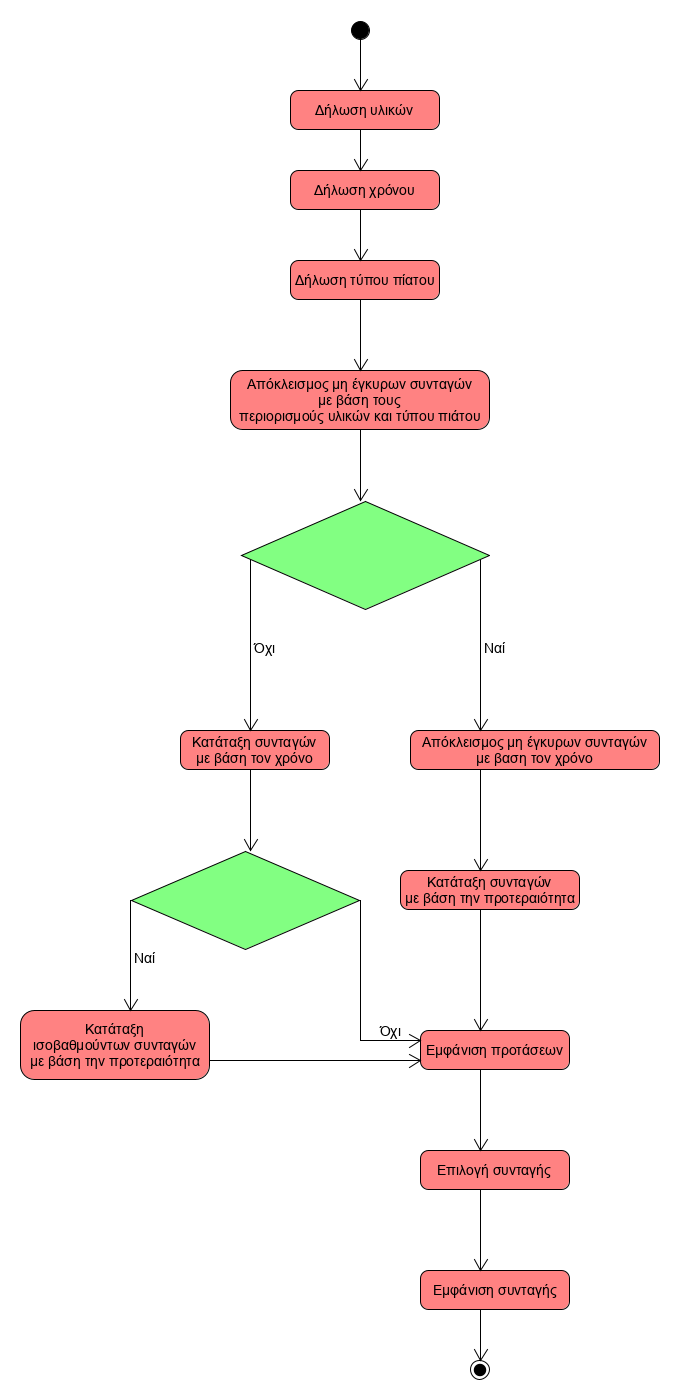 Δήλωση υλικών
Δήλωση χρόνου
Δήλωση τύπου πίατου
Απόκλεισμος μη έγκυρων συνταγών
με βάση τους
περιορισμούς υλικών και τύπου πιάτου
Όχι
Ναί
Κατάταξη συνταγών
με βάση τον χρόνο
Απόκλεισμος μη έγκυρων συνταγών
με βαση τον χρόνο
Κατάταξη συνταγών
με βάση την προτεραιότητα
Ναί
Κατάταξη
ισοβαθμούντων συνταγών
με βάση την προτεραιότητα
Όχι
Εμφάνιση προτάσεων
Επιλογή συνταγής
Εμφάνιση συνταγής